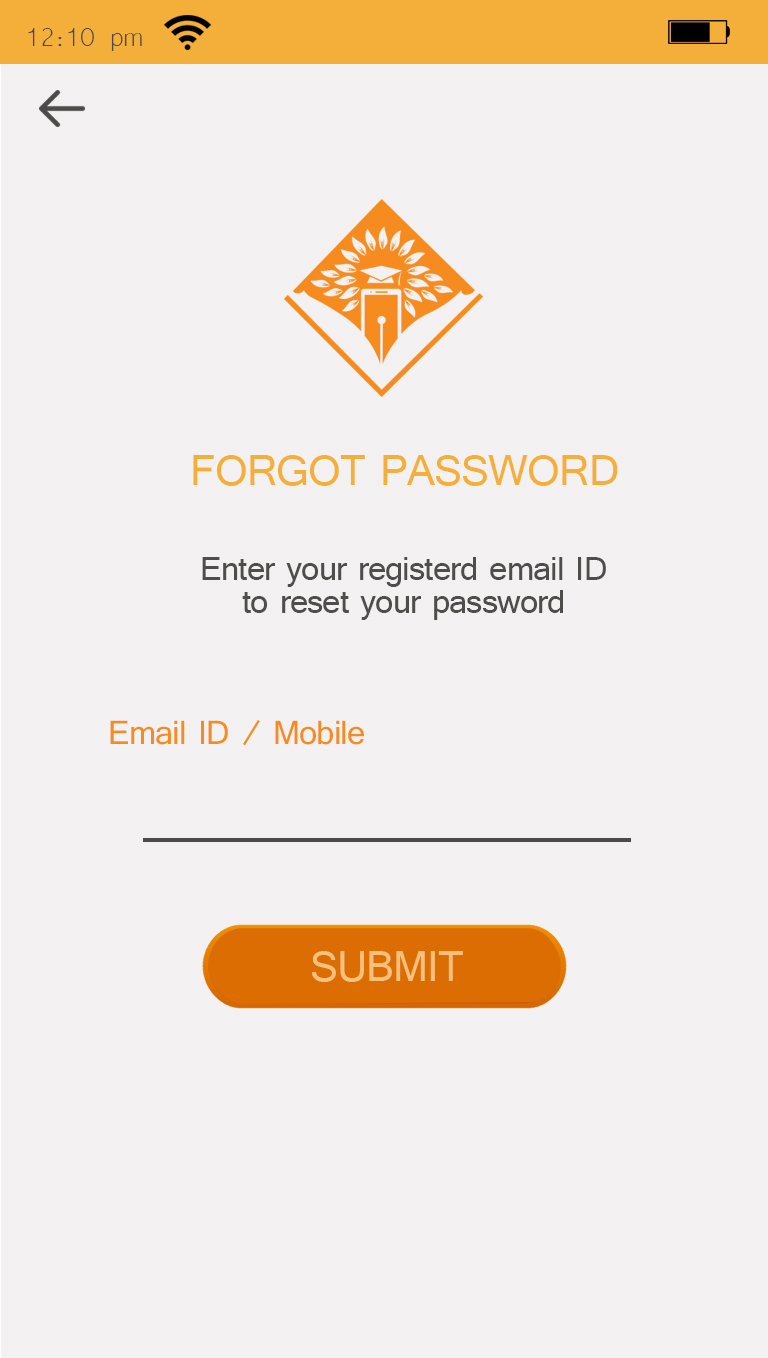 12:10 pm
FORGOT PASSWORD
Enter your registerd email ID
to reset your password
Email ID / Mobile
SUBMIT